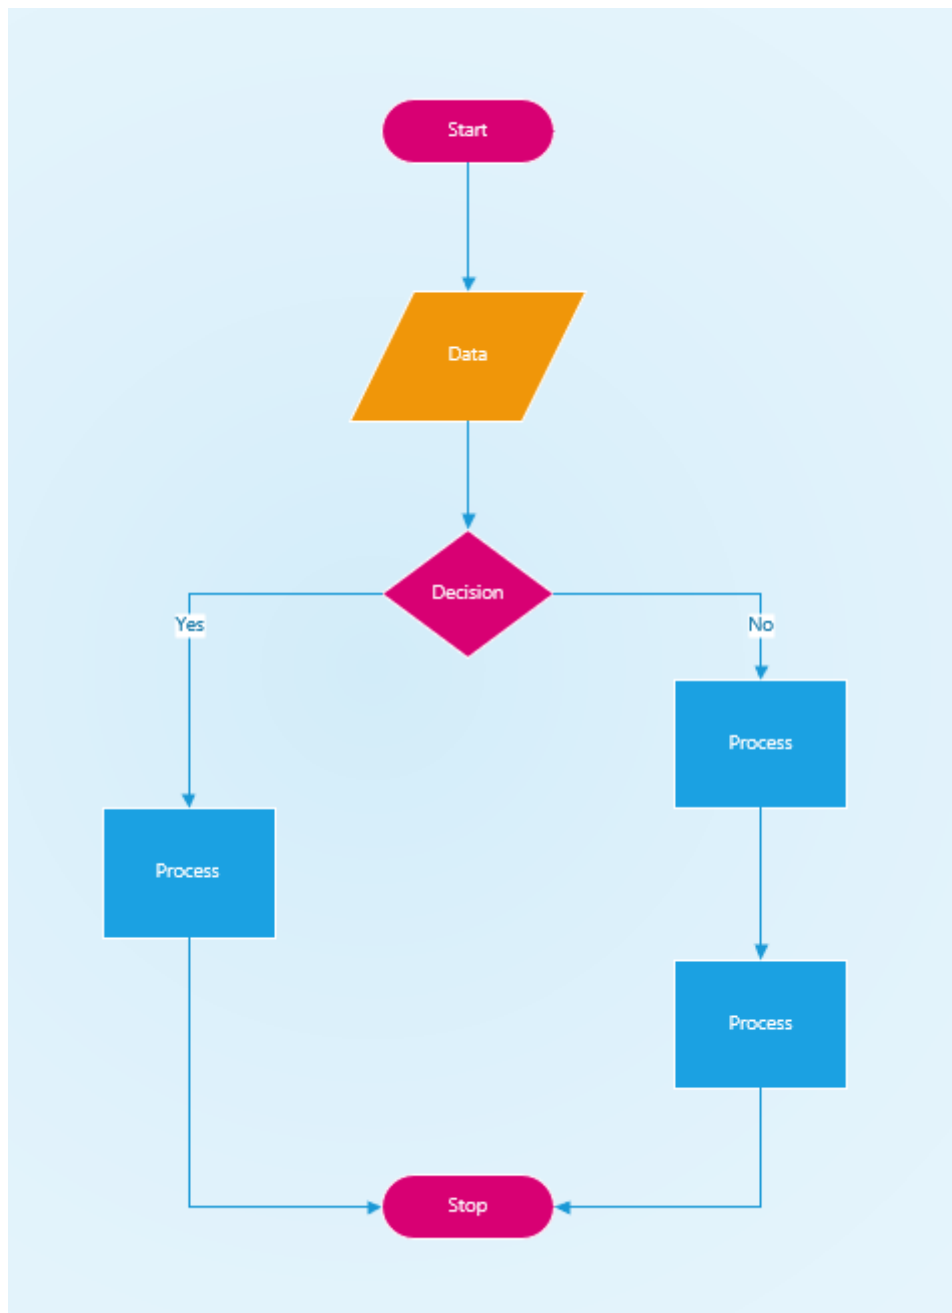 Start
Data
Decision
Yes
No
Process
Process
Process
Stop